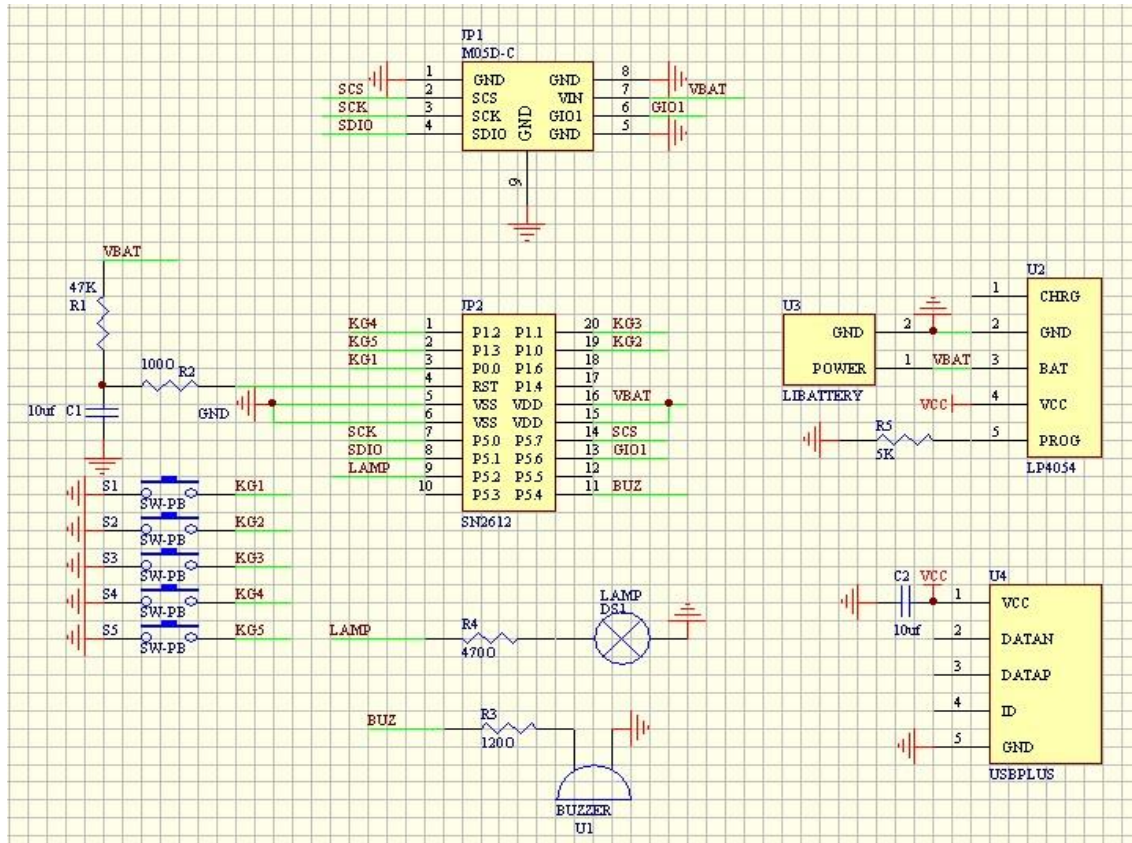 JP1
M05D-C
1 GND GND 8
SCS 2 SCS VIN 7 VBAT
SCK 3 SCK GIO1 6 GIO1
SDIO 4 SDIO GND 5
GND
9
VBAT
47K
R1
100O R2
10uf C1
GND
JP2
KG4 1 P1.2 P1.1 20 KG3
KG5 2 P1.3 P1.0 19 KG2
KG1 3 P0.0 P1.6 18
4 RST P1.4 17
5 VSS VDD 16 VBAT
6 VSS VDD 15
SCK 7 P5.0 P5.7 14 SCS
SDIO 8 P5.1 P5.6 13 GIO1
LAMP 9 P5.2 P5.5 12
10 P5.3 P5.4 11 BUZ
SN2612
U3
GND 2
POWER 1 VBAT
LIBATTERY
U2
1 CHRG
2 GND
3 BAT
VCC 4 VCC
R5 5 PROG
5K
LP4054
S1 KG1
SW-PB
S2 KG2
SW-PB
S3 KG3
SW-PB
S4 KG4
SW-PB
S5 KG5
SW-PB
LAMP
DS1
LAMP R4
470O
BUZ R3
120O
BUZZER
U1
C2 VCC U4
10uf
1 VCC
2 DATAN
3 DATAP
4 ID
5 GND
USBPLUS